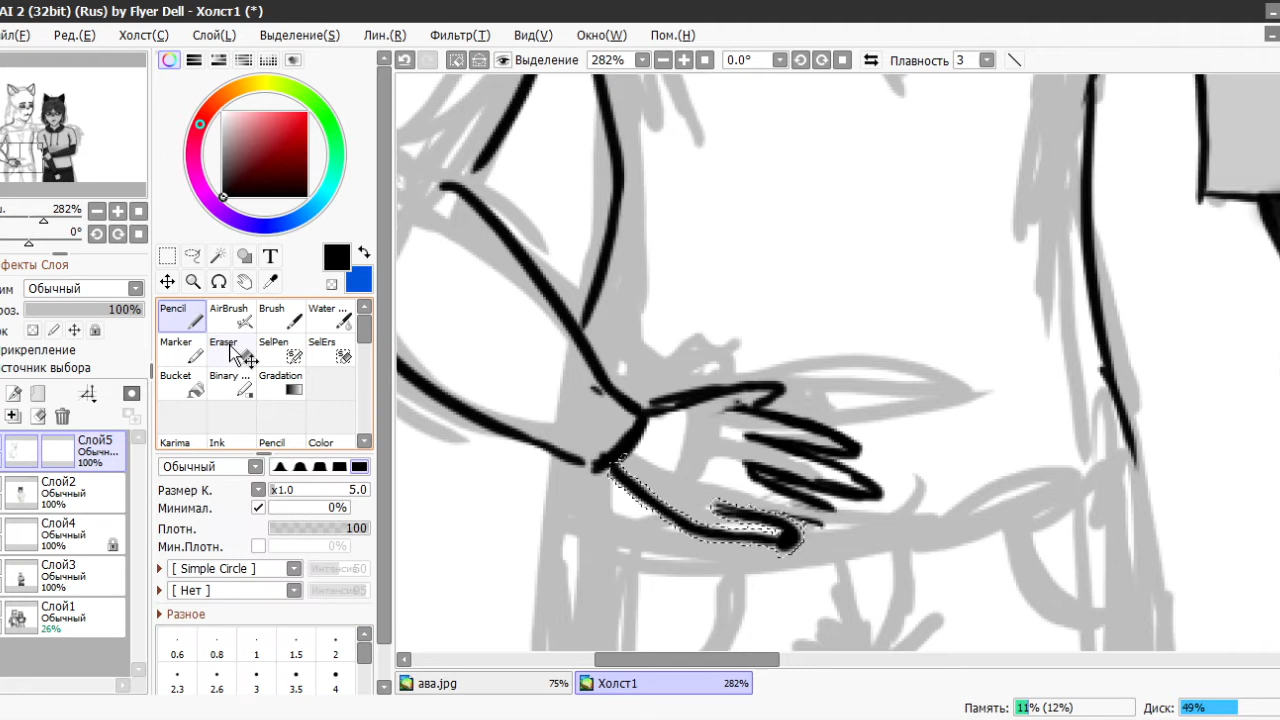 AI 2 (32bit) (Rus) by Flyer Dell - Холст1 (*)
йл(F) Ред.(E) Холст(C) Слой(L) Выделение(S) Лин.(R) Фильтр(T) Вид(V) Окно(W) Пом.(H)
Выделение 282% 0.0° Плавность 3
282%
0°
фекты Слоя
Обычный
100%
рикрепление
источник выбора
Слой5
Обычн...
100%
Слой2
Обычный
100%
Слой4
Обычный
100%
Слой3
Обычный
100%
Слой1
Обычный
26%
T
Pencil AirBrush Brush Water ...
Marker Eraser SelPen SelErs
Bucket Binary ... Gradation
Karima Ink Pencil Color
Обычный
Размер К. x1.0 5.0
Минимал. 0%
Плотн. 100
Мин.Плотн. 0%
[ Simple Circle ]
[ Нет ]
Разное
0.6 0.8 1 1.5 2
2.3 2.6 3 3.5 4
ава.jpg 75% Холст1 282%
Память: 11% (12%) Диск: 49%